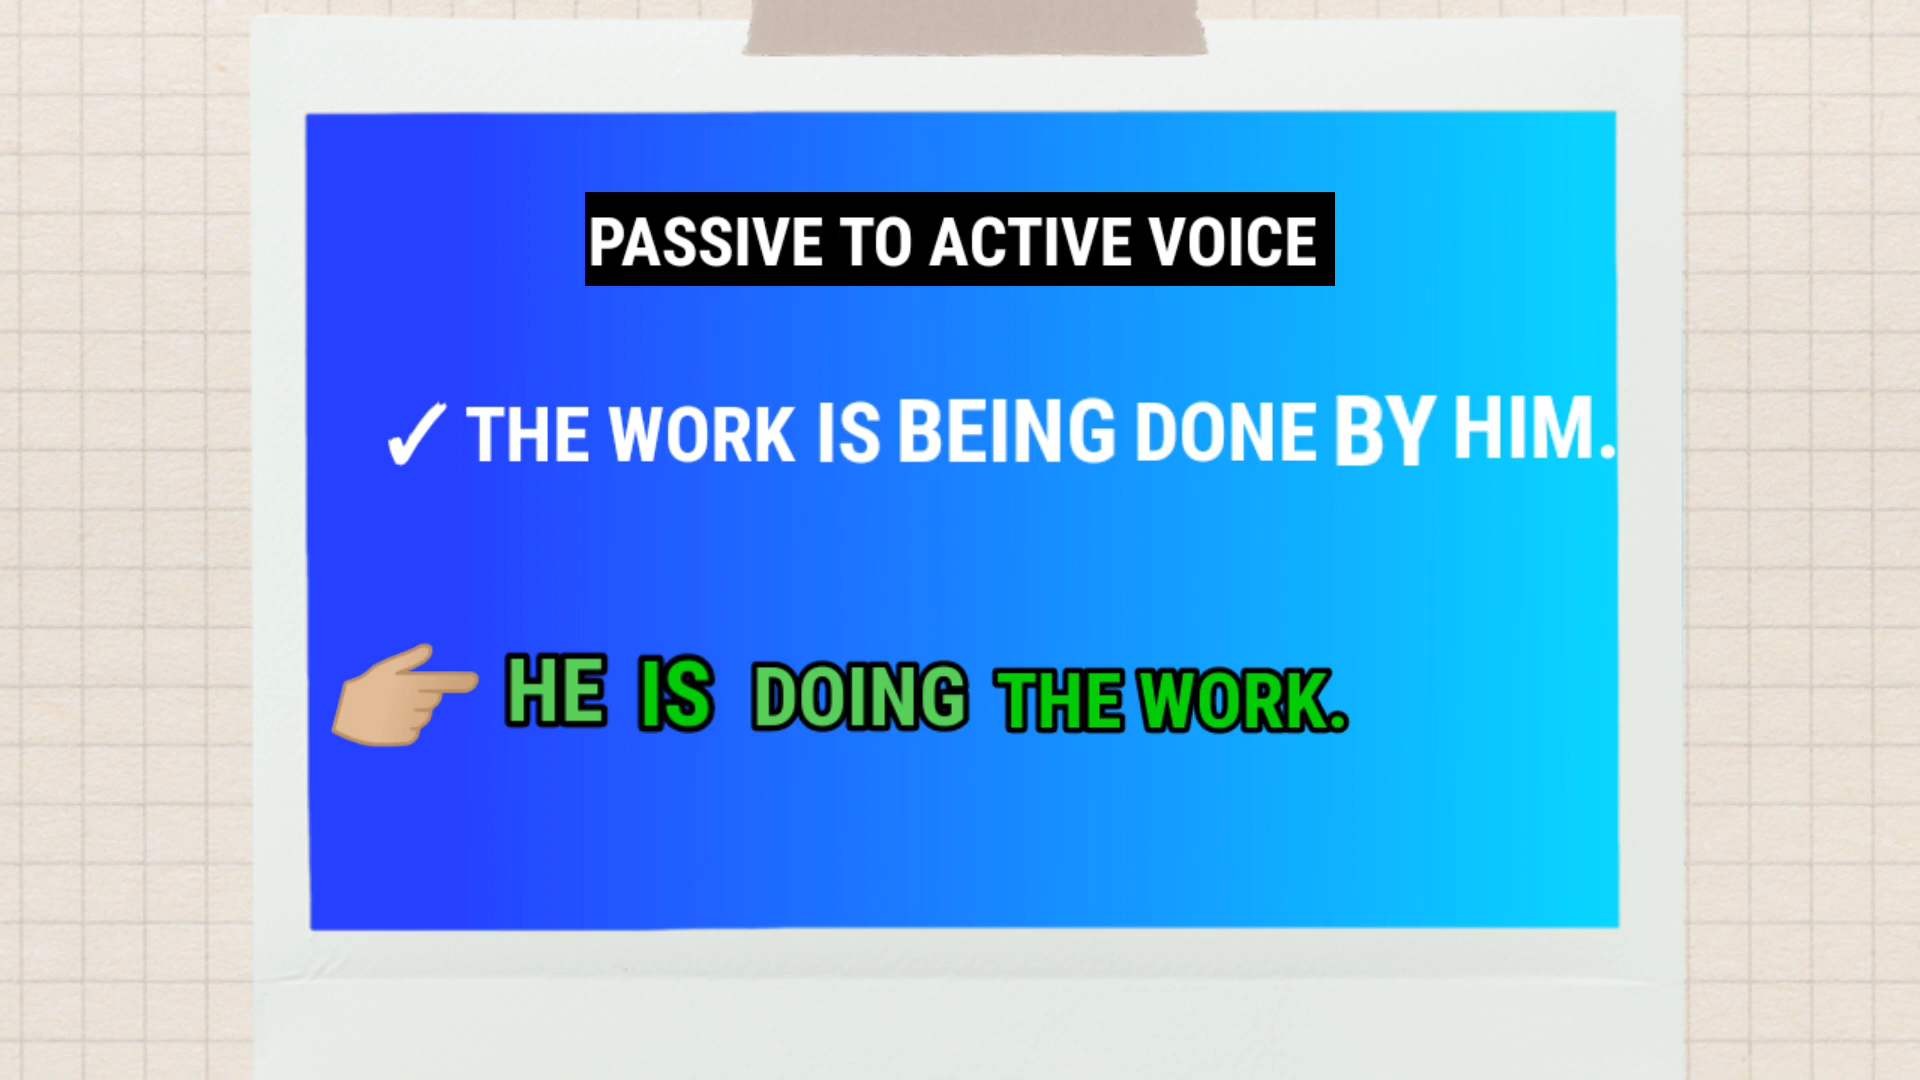 PASSIVE TO ACTIVE VOICE
✓ THE WORK IS BEING DONE BY HIM.
HE IS DOING THE WORK.